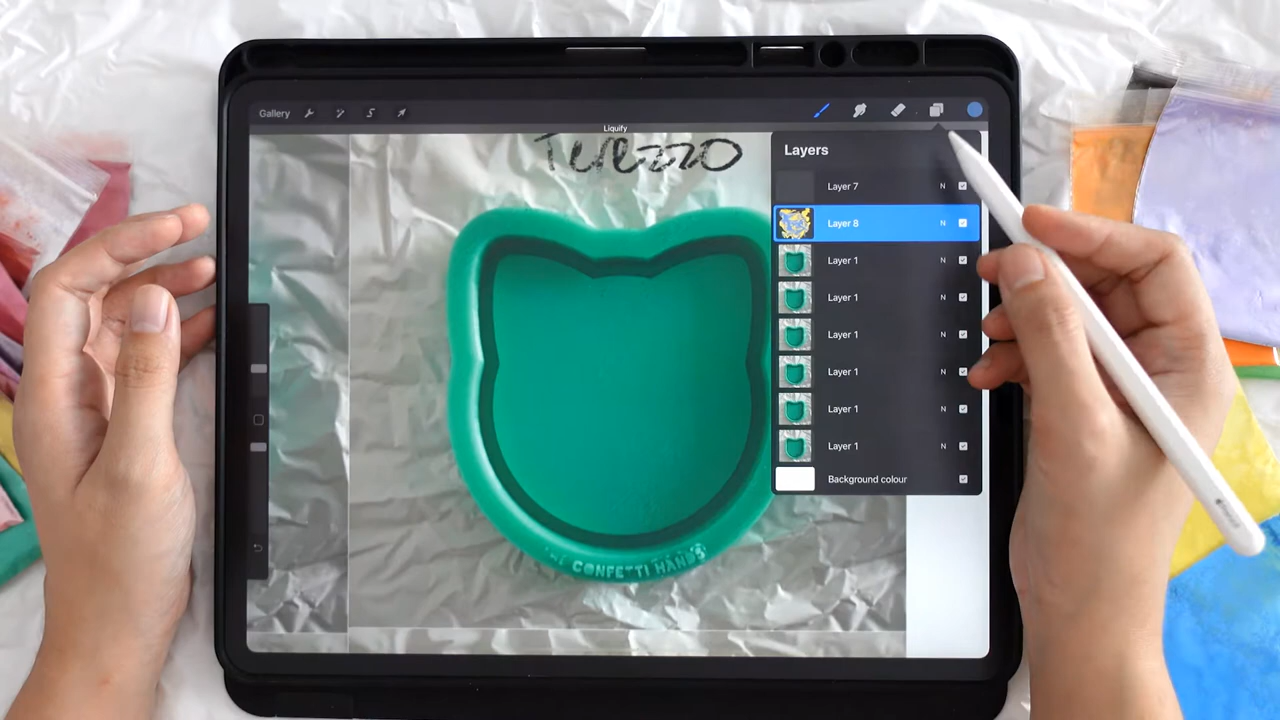 Gallery
Liquify
Terezzo
Layers
Layer 7 N
Layer 8 N
Layer 1 N
Layer 1 N
Layer 1 N
Layer 1 N
Layer 1 N
Layer 1 N
Background colour
CONFETTI HANDS